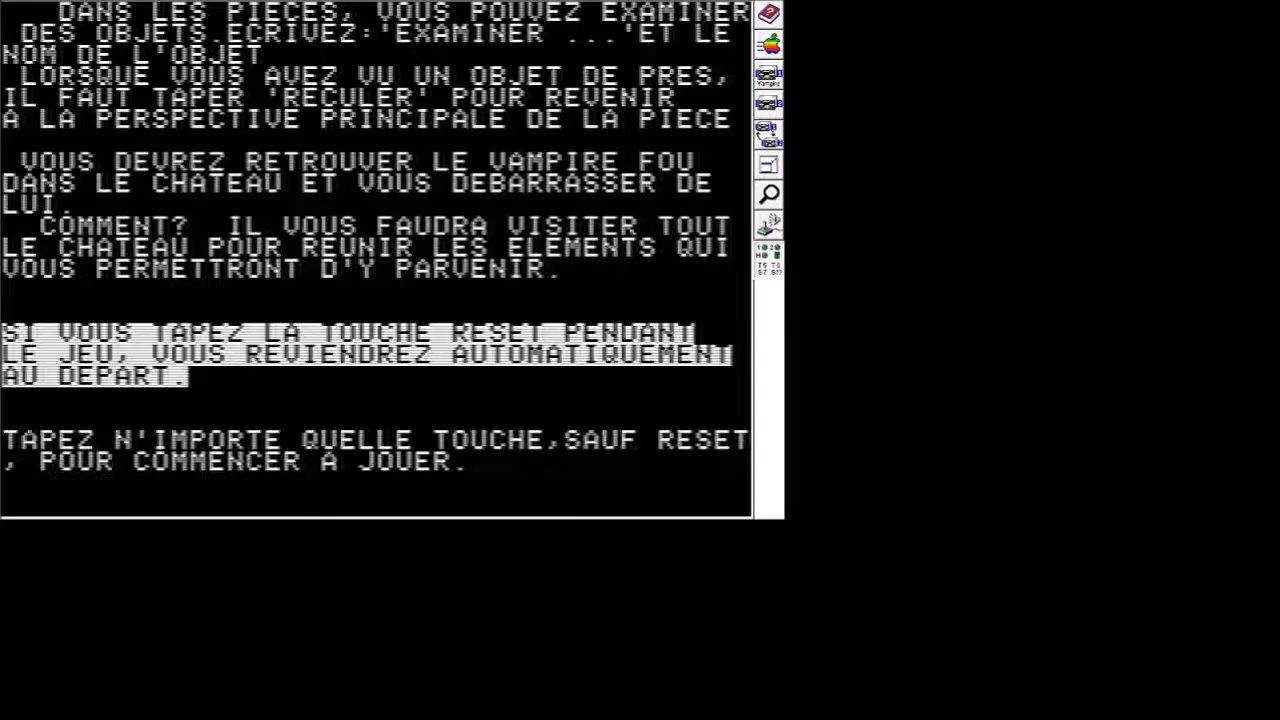 DANS LES PIECES, VOUS POUVEZ EXAMINER
DES OBJETS.ECRIVEZ:'EXAMINER ...'ET LE
NOM DE L'OBJET
LORSQUE VOUS AVEZ VU UN OBJET DE PRES,
IL FAUT TAPER 'RECULER' POUR REVENIR
A LA PERSPECTIVE PRINCIPALE DE LA PIECE
VOUS DEVREZ RETROUVER LE VAMPIRE FOU
DANS LE CHATEAU ET VOUS DEBARRASSER DE
LUI.
COMMENT? IL VOUS FAUDRA VISITER TOUT
LE CHATEAU POUR REUNIR LES ELEMENTS QUI
VOUS PERMETTRONT D'Y PARVENIR.
SI VOUS TAPEZ LA TOUCHE RESET PENDANT
LE JEU, VOUS REVIENDREZ AUTOMATIQUEMENT
AU DEPART.
TAPEZ N'IMPORTE QUELLE TOUCHE,SAUF RESET
, POUR COMMENCER A JOUER.
Vampire